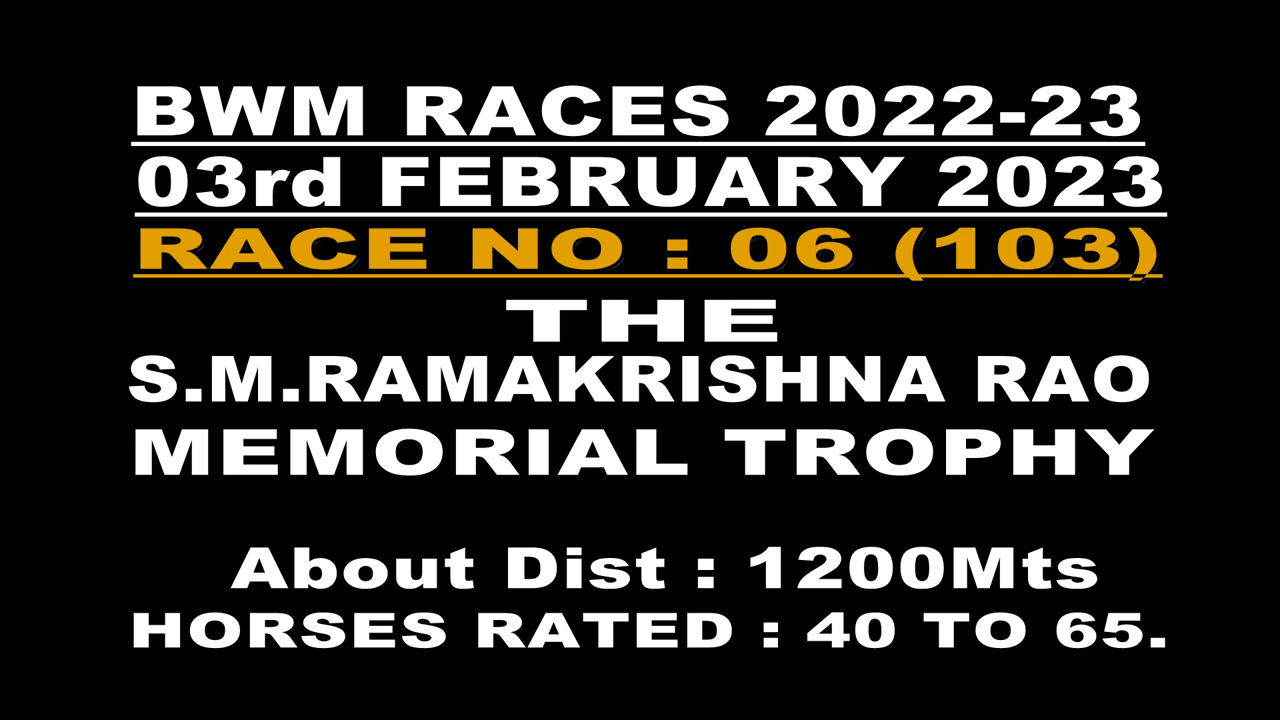 BWM RACES 2022-23
03rd FEBRUARY 2023
RACE NO : 06 (103)
THE
S.M.RAMAKRISHNA RAO
MEMORIAL TROPHY
About Dist : 1200Mts
HORSES RATED : 40 TO 65.